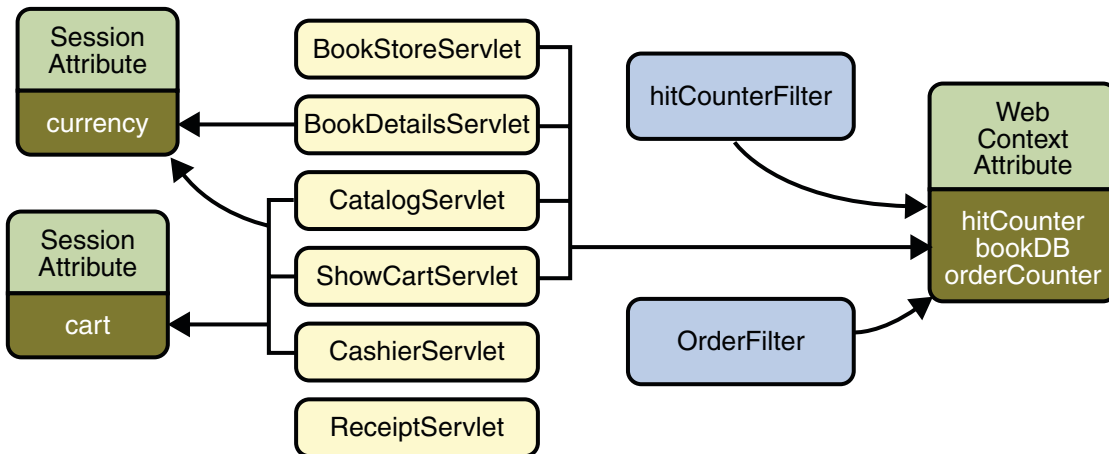 Session
Attribute
currency
Session
Attribute
cart
BookStoreServlet
BookDetailsServlet
CatalogServlet
ShowCartServlet
CashierServlet
ReceiptServlet
hitCounterFilter
OrderFilter
Web
Context
Attribute
hitCounter
bookDB
orderCounter